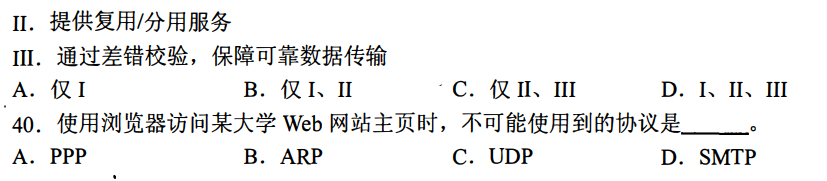 II. 提供复用/分用服务
III. 通过差错校验，保障可靠数据传输
A. 仅 I B. 仅 I、II C. 仅 II、III D. I、II、III
40. 使用浏览器访问某大学 Web 网站主页时，不可能使用到的协议是______。
A. PPP B. ARP C. UDP D. SMTP